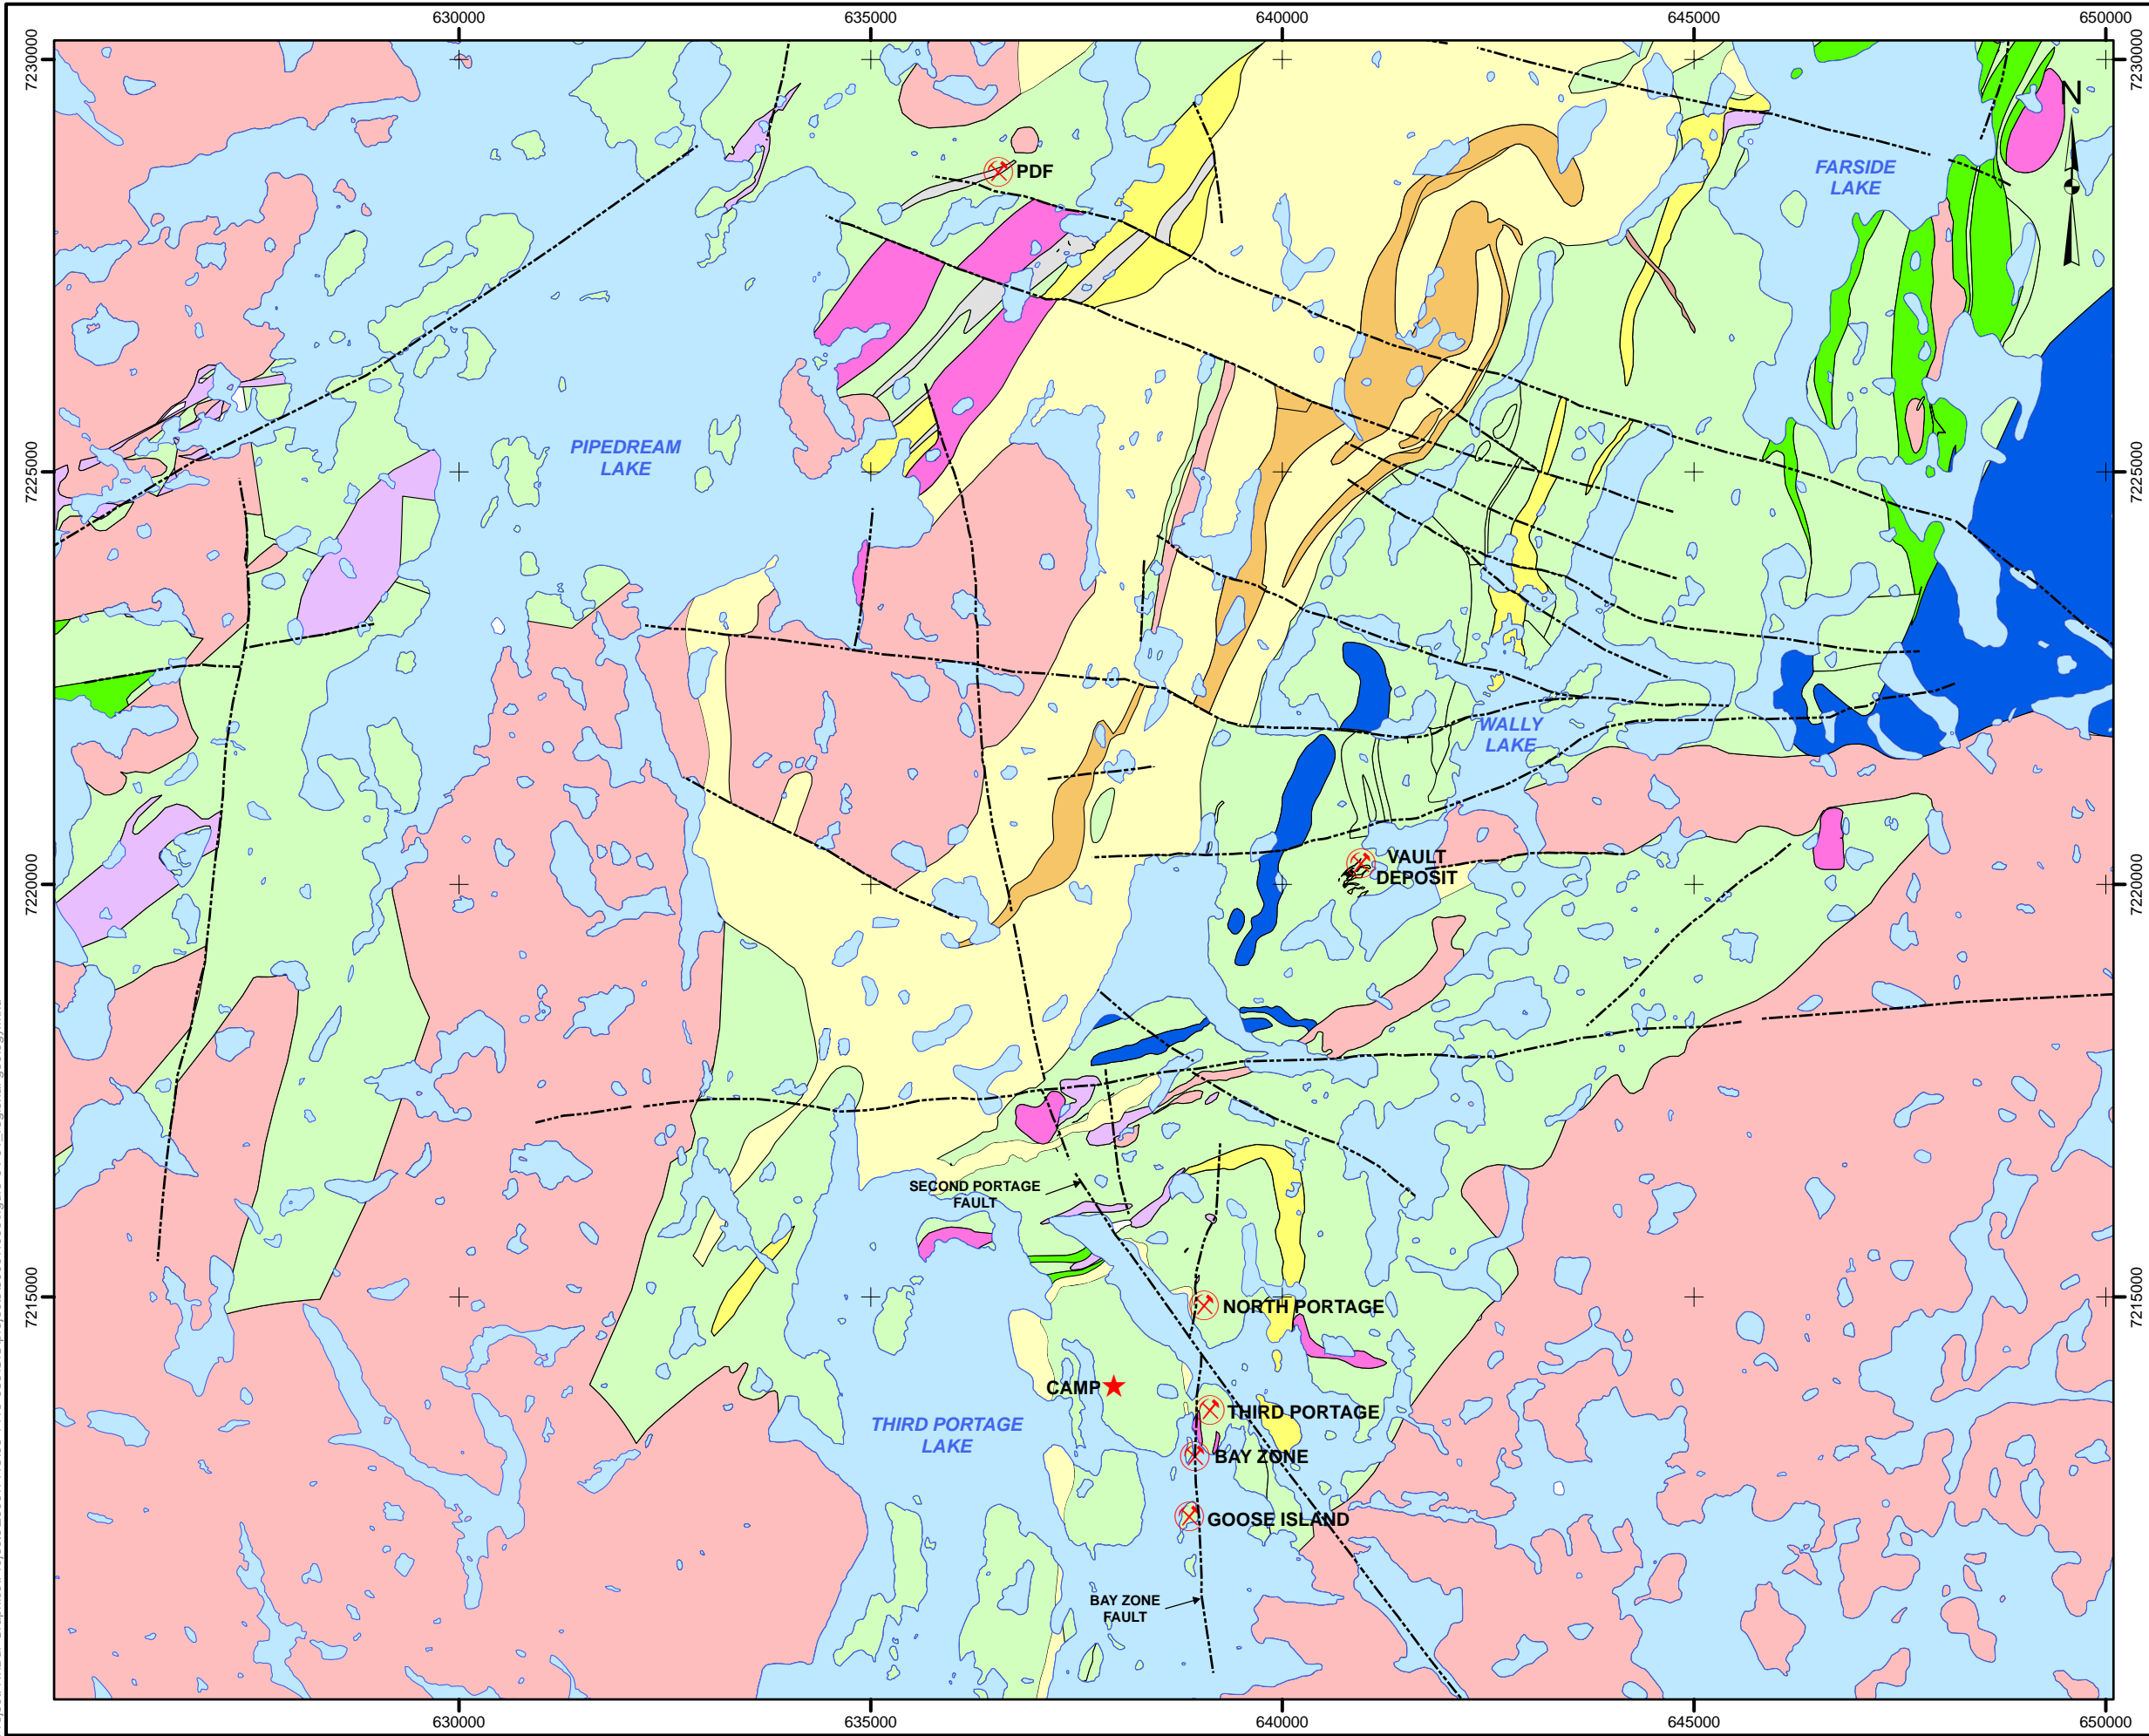 630000
635000
640000
645000
650000
7230000
7230000
N
FARSIDE
LAKE
PDF
7225000
PIPEDREAM
LAKE
7225000
WALLY
LAKE
VAULT
DEPOSIT
7220000
7220000
SECOND PORTAGE
FAULT
7215000
NORTH PORTAGE
7215000
CAMP
THIRD PORTAGE
LAKE
THIRD PORTAGE
BAY ZONE
GOOSE ISLAND
BAY ZONE
FAULT
630000
635000
640000
645000
650000